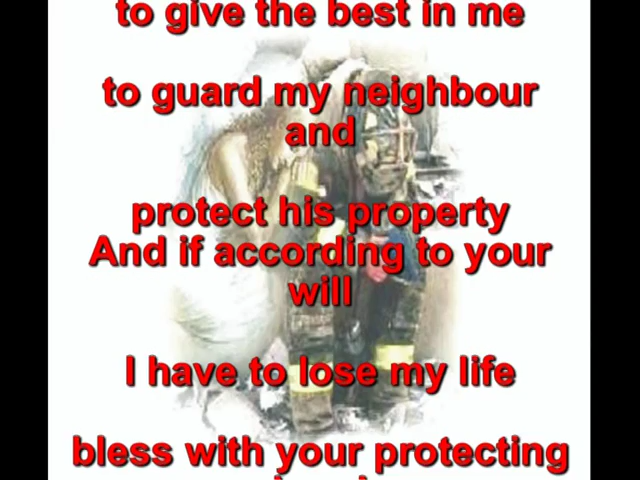 to give the best in me
to guard my neighbour
and
protect his property
And if according to your
will
I have to lose my life
bless with your protecting